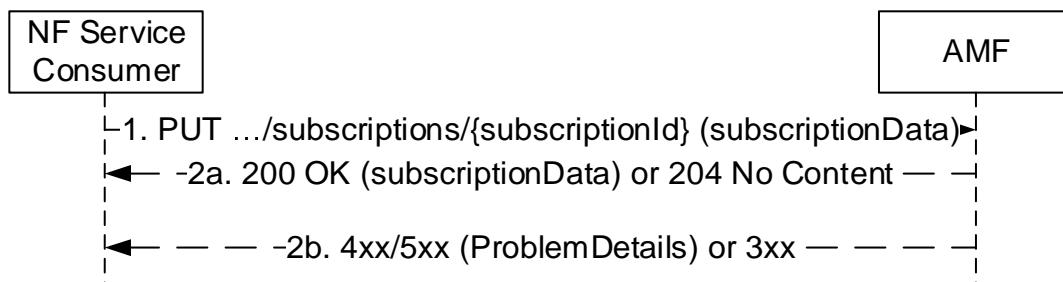 NF Service
Consumer
AMF
1. PUT …/subscriptions/{subscriptionId} (subscriptionData)
2a. 200 OK (subscriptionData) or 204 No Content
2b. 4xx/5xx (ProblemDetails) or 3xx